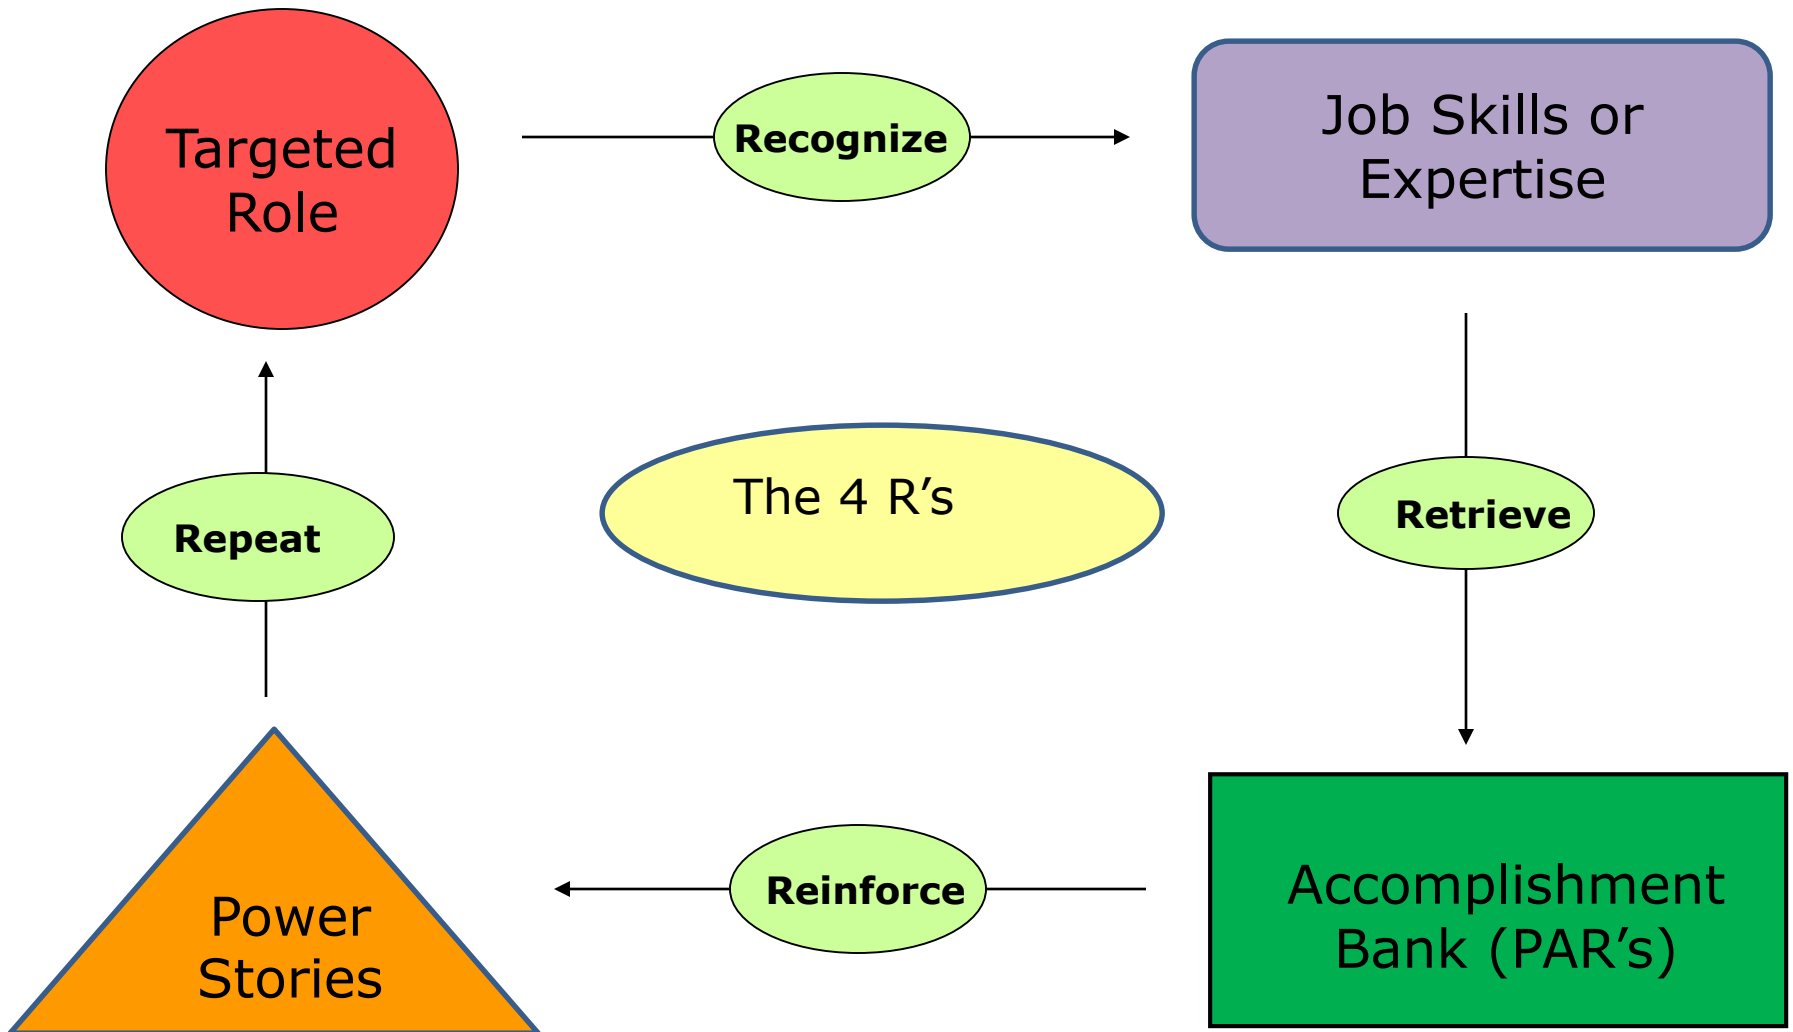 Targeted
Role
Recognize
Job Skills or
Expertise
Repeat
The 4 R’s
Retrieve
Power
Stories
Reinforce
Accomplishment
Bank (PAR’s)